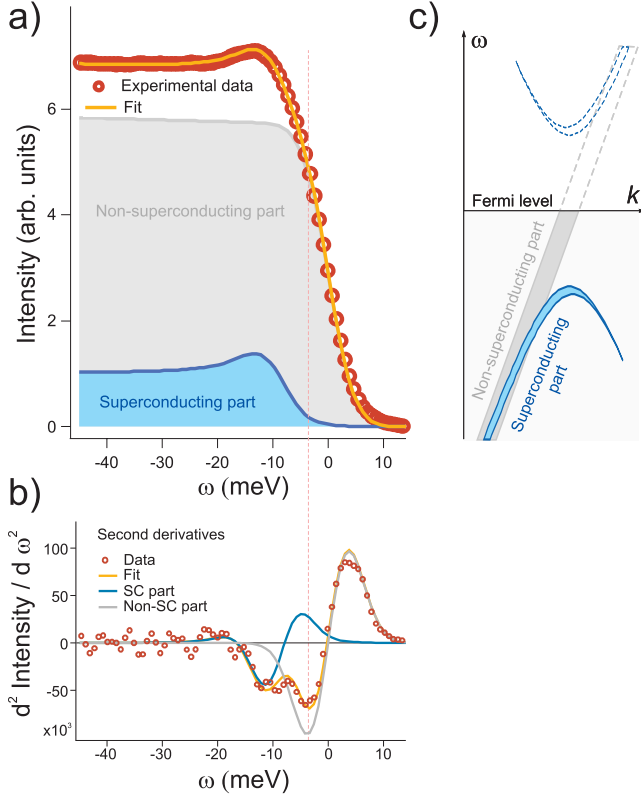 a)
Intensity (arb. units)
6
4
2
0
Experimental data
Fit
Non-superconducting part
Superconducting part
-40
-30
-20
-10
0
10
ω (meV)
b)
d² Intensity / d ω²
Second derivatives
Data
Fit
SC part
Non-SC part
100
50
0
-50
x10³
-40
-30
-20
-10
0
10
ω (meV)
c)
ω
Fermi level
k
Non-superconducting part
Superconducting
part